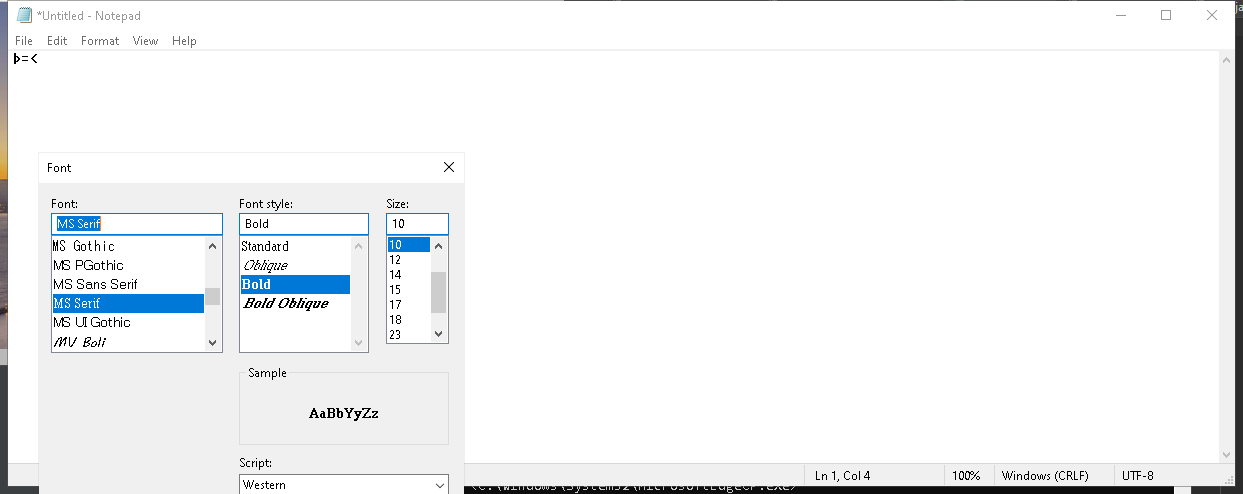 *Untitled - Notepad
File Edit Format View Help
þ=<
Font
Font: Font style: Size:
MS Serif Bold 10
MS Gothic Standard 10
MS PGothic Oblique 12
MS Sans Serif Bold 14
MS Serif Bold Oblique 15
MS UI Gothic 17
MV Boli 18
23
Sample
AaBbYyZz
Script:
Western
Ln 1, Col 4 100% Windows (CRLF) UTF-8